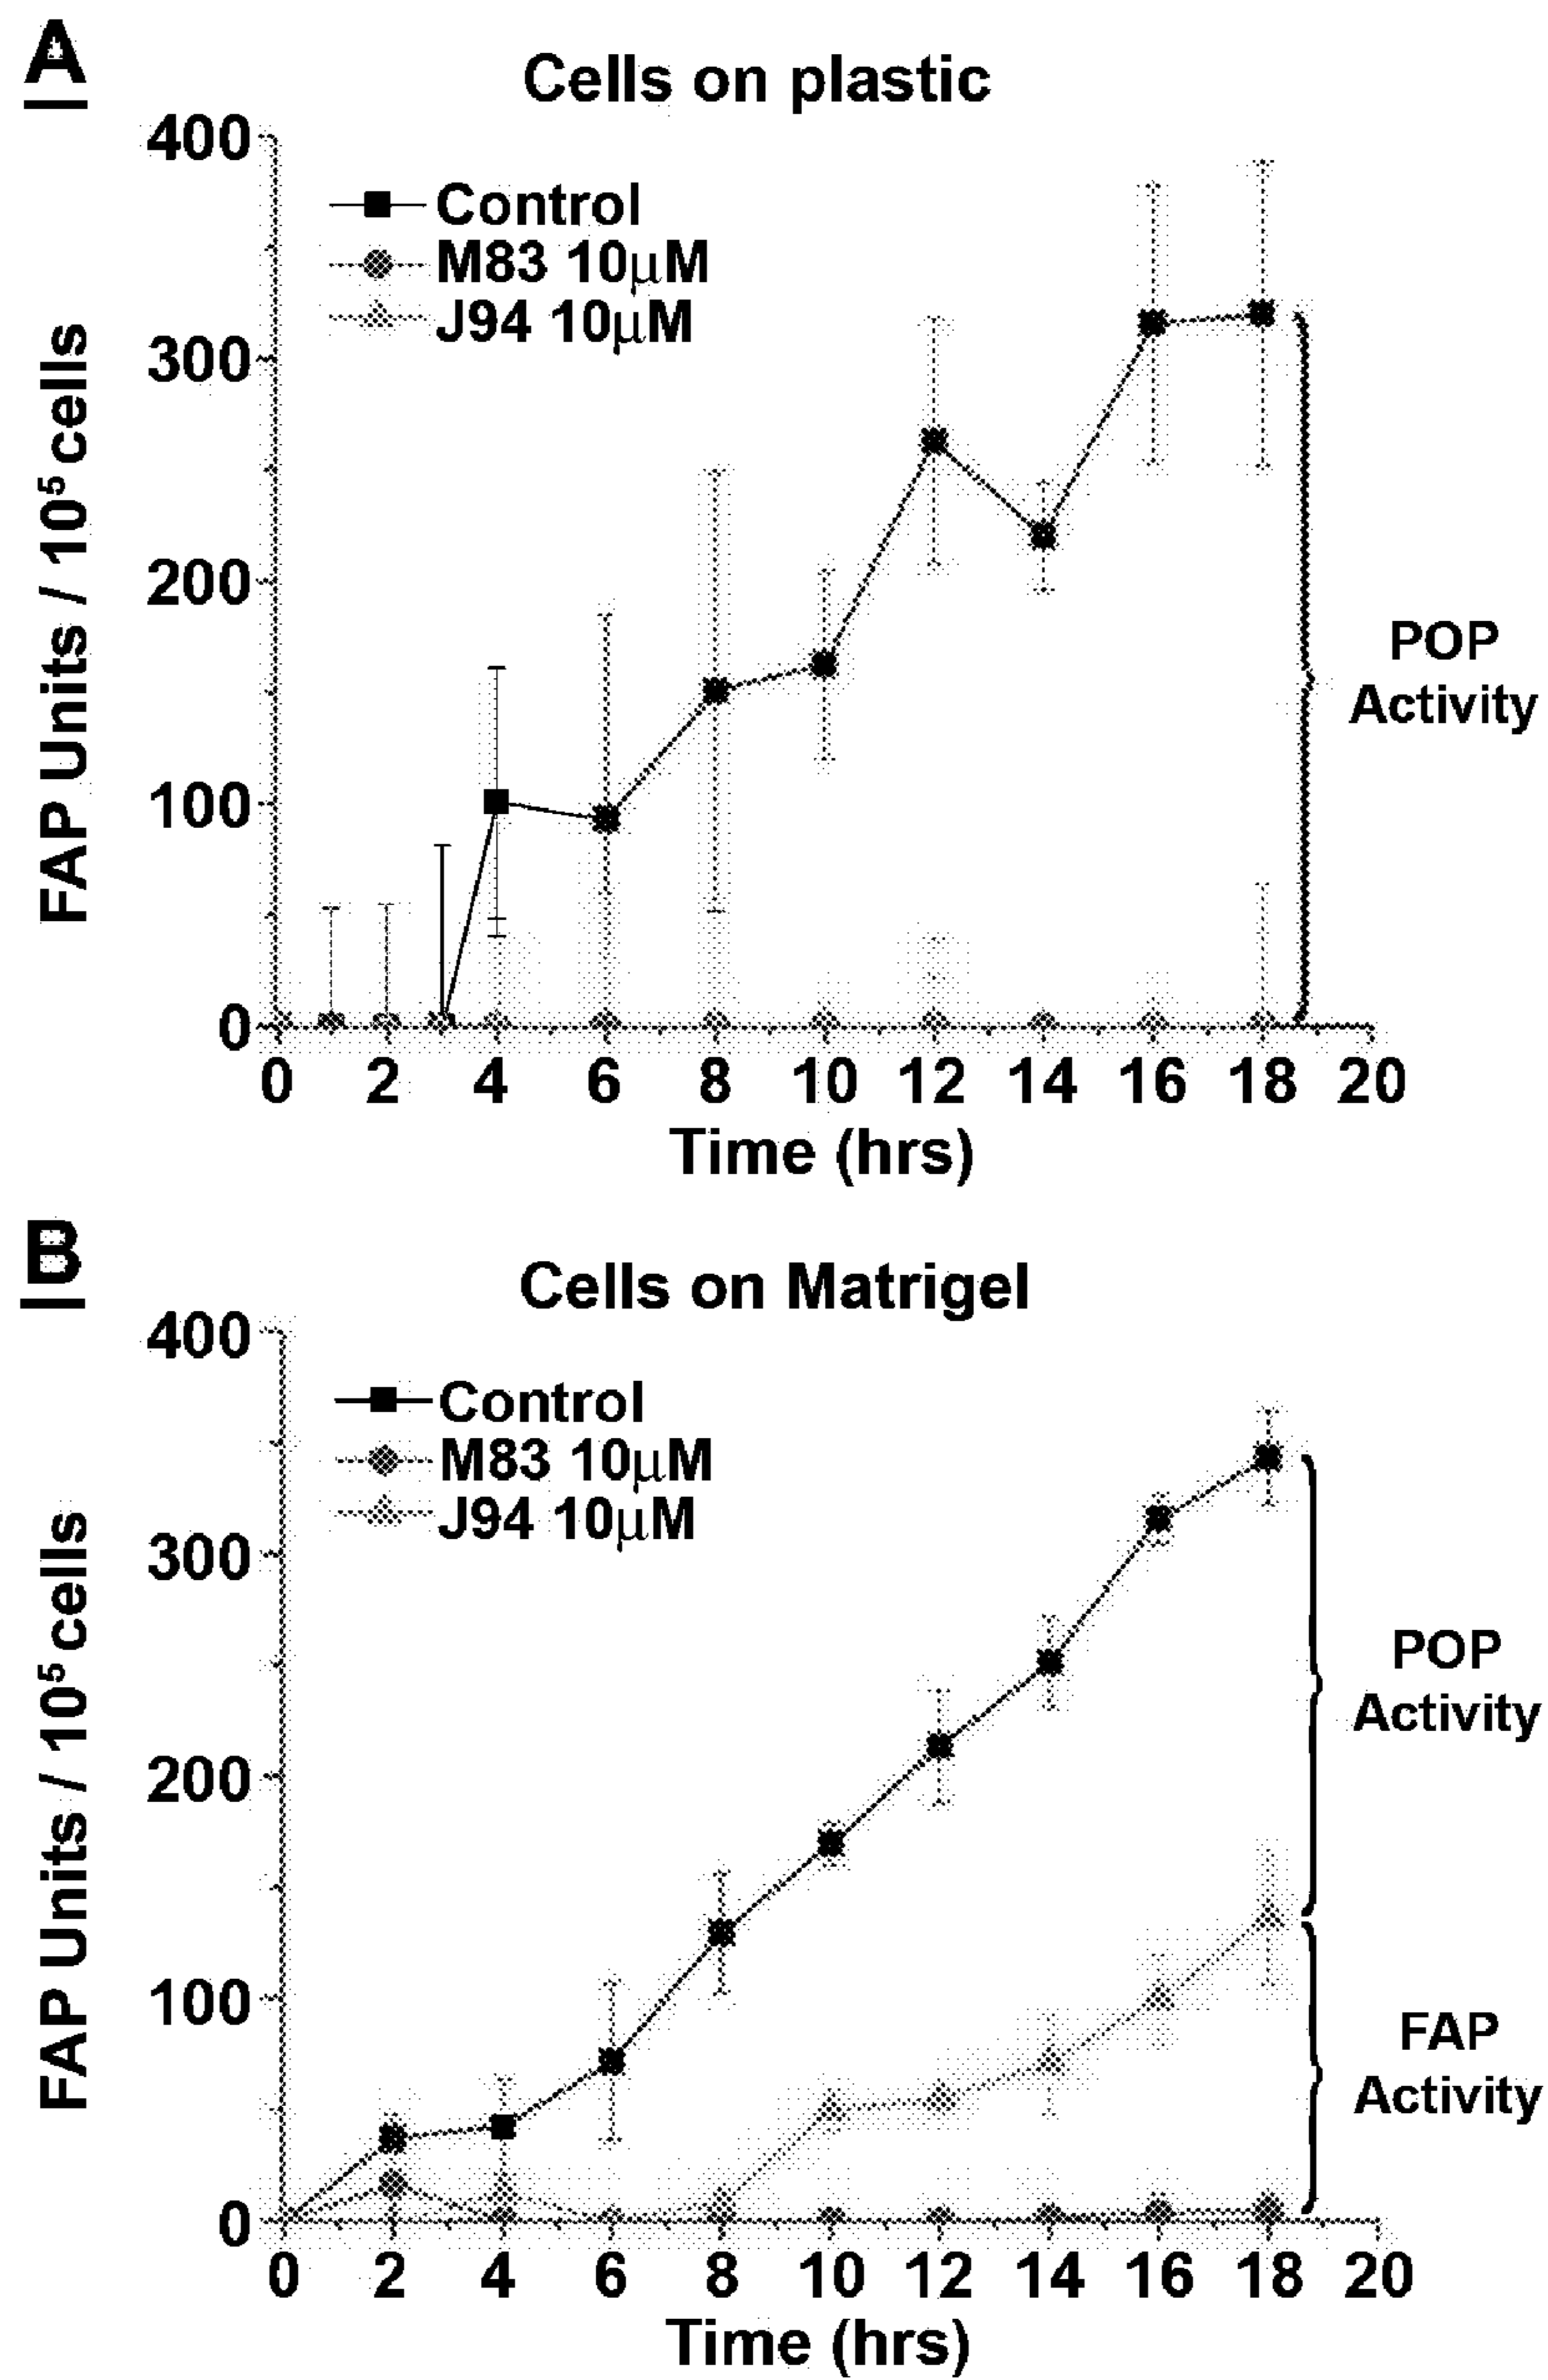 A
Cells on plastic
400
300
200
100
0
Control
M83 10μM
J94 10μM
FAP Units / 10⁵ cells
POP
Activity
0 2 4 6 8 10 12 14 16 18 20
Time (hrs)
B
Cells on Matrigel
400
300
200
100
0
Control
M83 10μM
J94 10μM
FAP Units / 10⁵ cells
POP
Activity
FAP
Activity
0 2 4 6 8 10 12 14 16 18 20
Time (hrs)